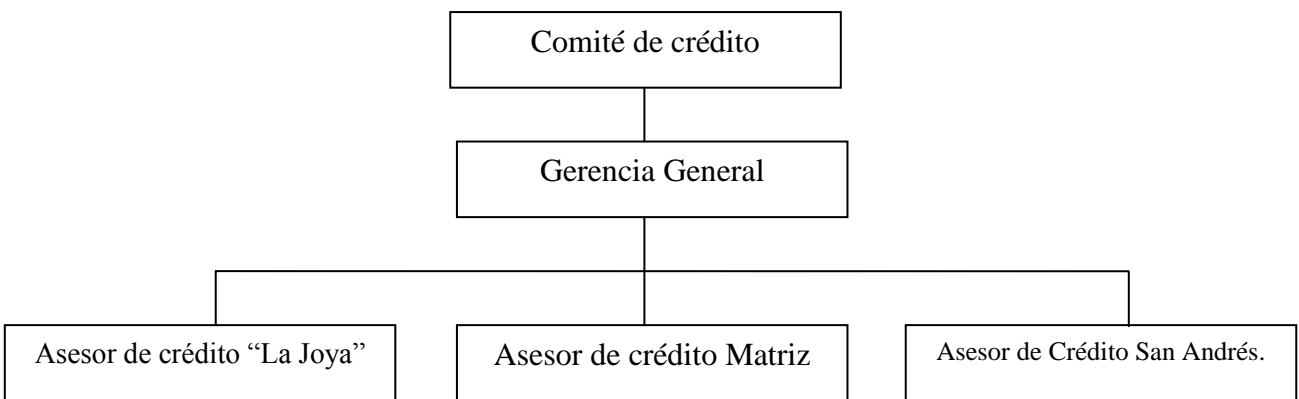 Comité de crédito
Gerencia General
Asesor de crédito “La Joya”
Asesor de crédito Matriz
Asesor de Crédito San Andrés.